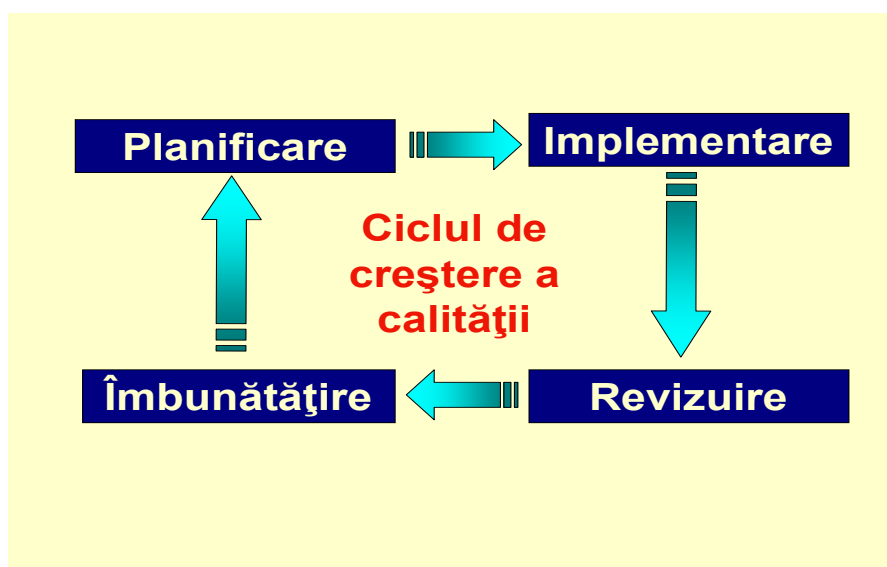 Planificare
Implementare
Ciclul de
creştere a
calităţii
Îmbunătăţire
Revizuire